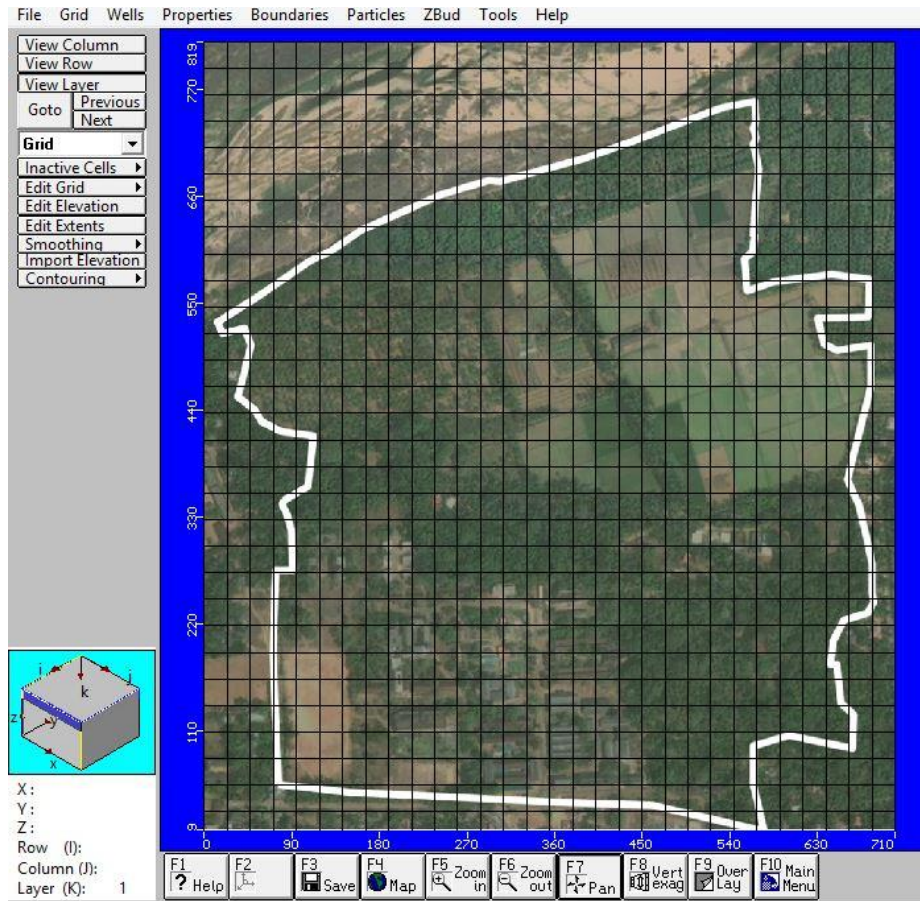 File Grid Wells Properties Boundaries Particles ZBud Tools Help
View Column
View Row
View Layer
Goto
Previous
Next
Grid
Inactive Cells
Edit Grid
Edit Elevation
Edit Extents
Smoothing
Import Elevation
Contouring
819
770
660
550
440
330
220
110
0 90 180 270 360 450 540 630 710
k
i
j
z
y
x
X :
Y :
Z :
Row (I):
Column (J):
Layer (K): 1
F1 ? Help
F2
F3 Save
F4 Map
F5 Zoom in
F6 Zoom out
F7 Pan
F8 Vert exag
F9 Over Lay
F10 Main Menu